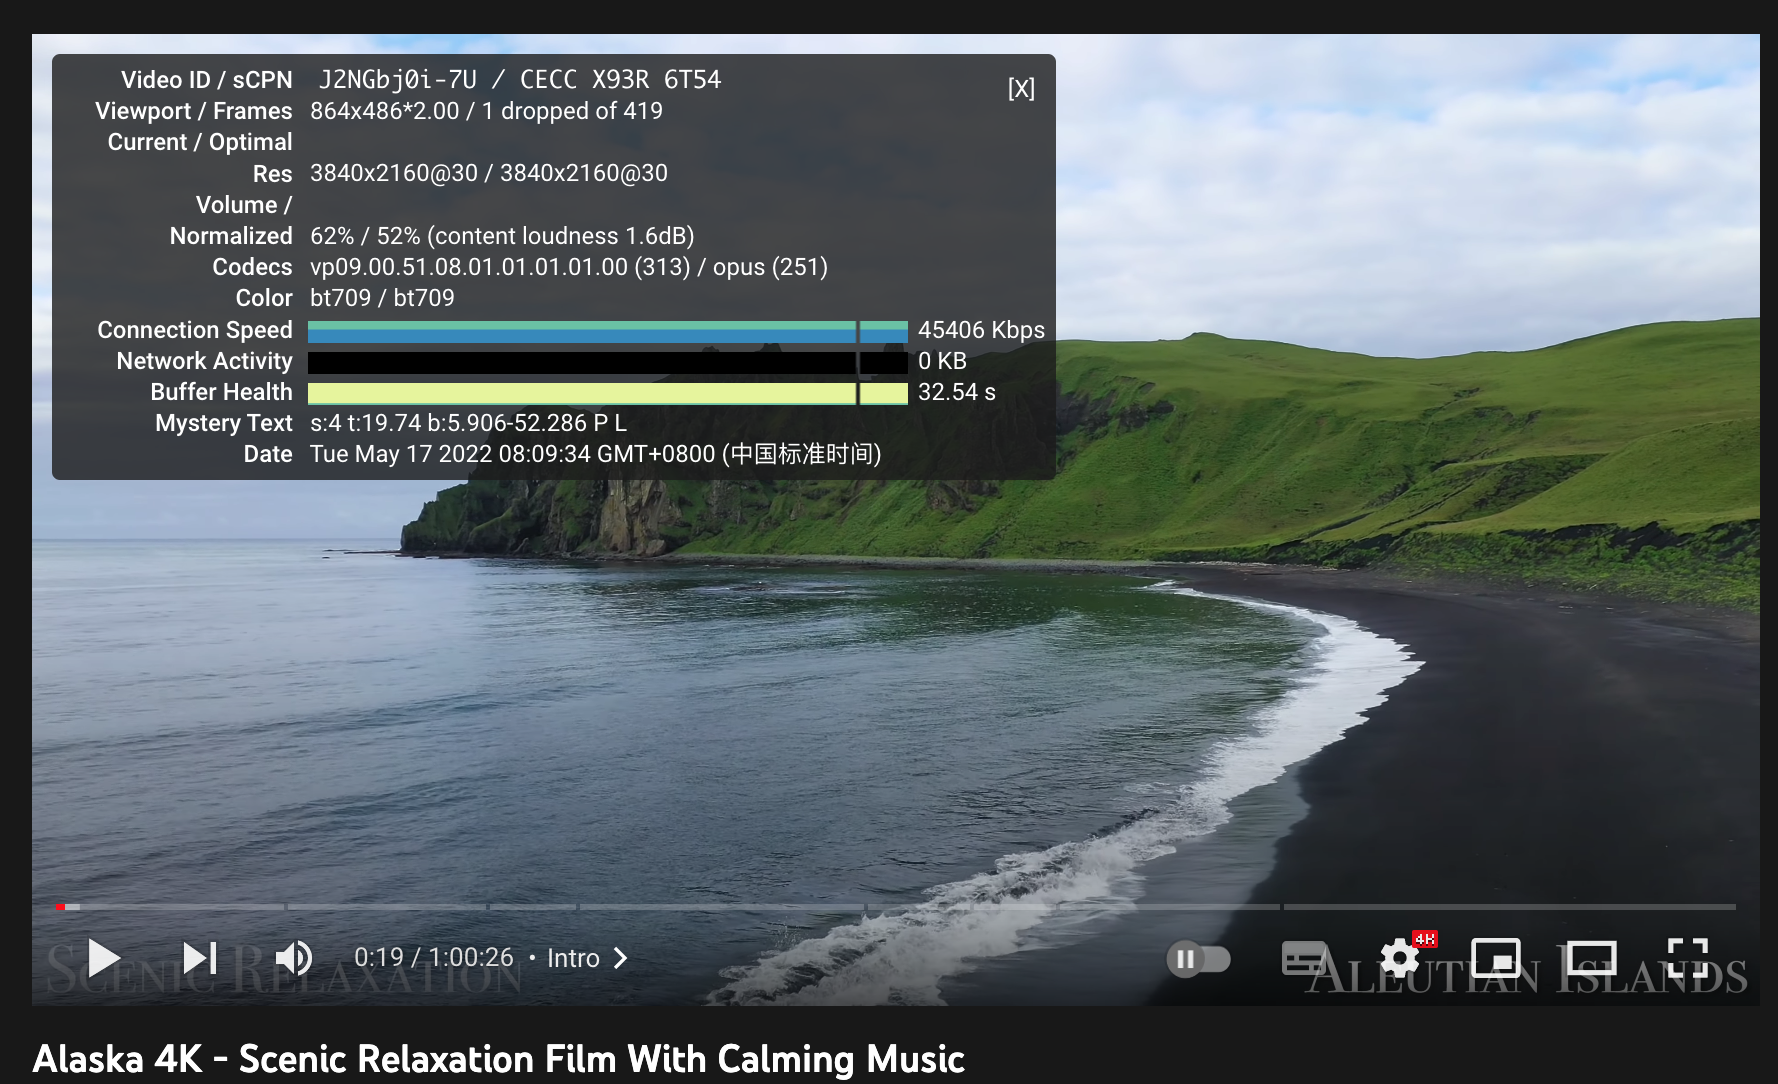 Video ID / sCPN J2NGbj0i-7U / CECC X93R 6T54
[X]
Viewport / Frames 864x486*2.00 / 1 dropped of 419
Current / Optimal
Res 3840x2160@30 / 3840x2160@30
Volume /
Normalized 62% / 52% (content loudness 1.6dB)
Codecs vp09.00.51.08.01.01.01.01.00 (313) / opus (251)
Color bt709 / bt709
Connection Speed 45406 Kbps
Network Activity 0 KB
Buffer Health 32.54 s
Mystery Text s:4 t:19.74 b:5.906-52.286 P L
Date Tue May 17 2022 08:09:34 GMT+0800 (中国标准时间)
0:19 / 1:00:26 • Intro
4K
SCENIC RELAXATION
ALEUTIAN ISLANDS
Alaska 4K - Scenic Relaxation Film With Calming Music